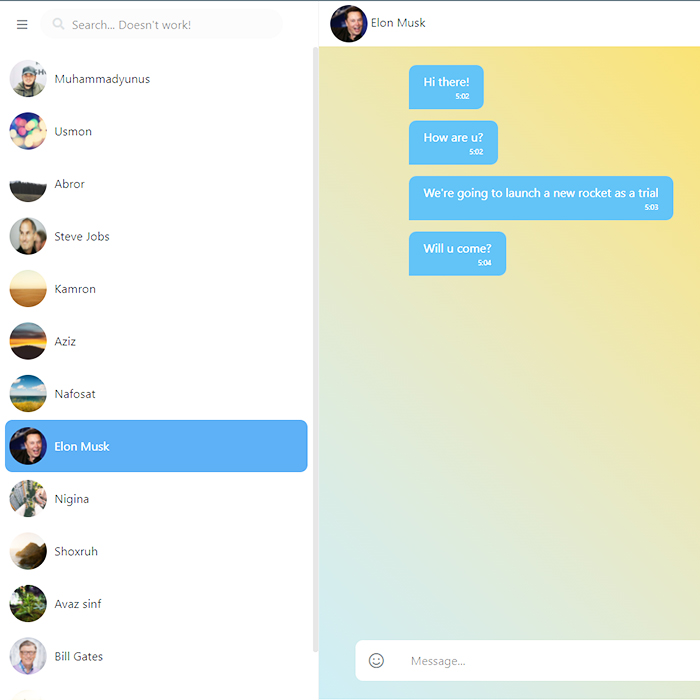 Search... Doesn't work!
Muhammadyunus
Usmon
Abror
Steve Jobs
Kamron
Aziz
Nafosat
Elon Musk
Nigina
Shoxruh
Avaz sinf
Bill Gates
Elon Musk
Hi there!
5:02
How are u?
5:02
We're going to launch a new rocket as a trial
5:03
Will u come?
5:04
Message...